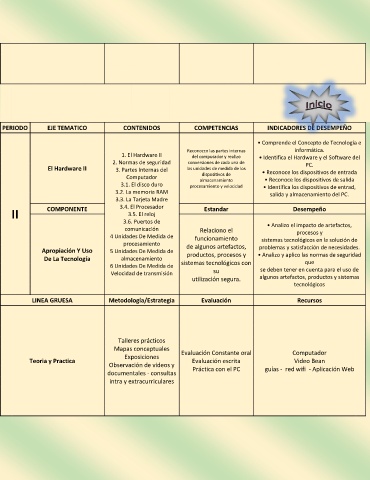 Inicio
PERIODO EJE TEMATICO CONTENIDOS COMPETENCIAS INDICADORES DE DESEMPEÑO
II
El Hardware II
COMPONENTE
Apropiación Y Uso
De La Tecnología
1. El Hardware II
2. Normas de seguridad
3. Partes Internas del
Computador
3.1. El disco duro
3.2. La memoria RAM
3.3. La Tarjeta Madre
3.4. El Procesador
3.5. El reloj
3.6. Puertos de
comunicación
4 Unidades De Medida de
procesamiento
5 Unidades De Medida de
almacenamiento
6 Unidades De Medida de
Velocidad de transmisión
Reconoce las partes internas
del computador y realizo
conversiones de cada uno de
las unidades de medida de los
dispositivos de
almacenamiento
procesamiento y velocidad
Estandar
Relaciono el
funcionamiento
de algunos artefactos,
productos, procesos y
sistemas tecnológicos con
su
utilización segura.
• Comprende el Concepto de Tecnología e
informática.
• Identifica el Hardware y el Software del
PC.
• Reconoce los dispositivos de entrada
• Reconoce los dispositivos de salida
• Identifica los dispositivos de entrad,
salida y almacenamiento del PC.
Desempeño
• Analizo el impacto de artefactos,
procesos y
sistemas tecnológicos en la solución de
problemas y satisfacción de necesidades.
• Analizo y aplico las normas de seguridad
que
se deben tener en cuenta para el uso de
algunos artefactos, productos y sistemas
tecnológicos
LINEA GRUESA Metodología/Estrategia Evaluación Recursos
Teoria y Practica
Talleres prácticos
Mapas conceptuales
Exposiciones
Observación de videos y
documentales - consultas
intra y extracurriculares
Evaluación Constante oral
Evaluación escrita
Práctica con el PC
Computador
Video Bean
guías - red wifi - Aplicación Web